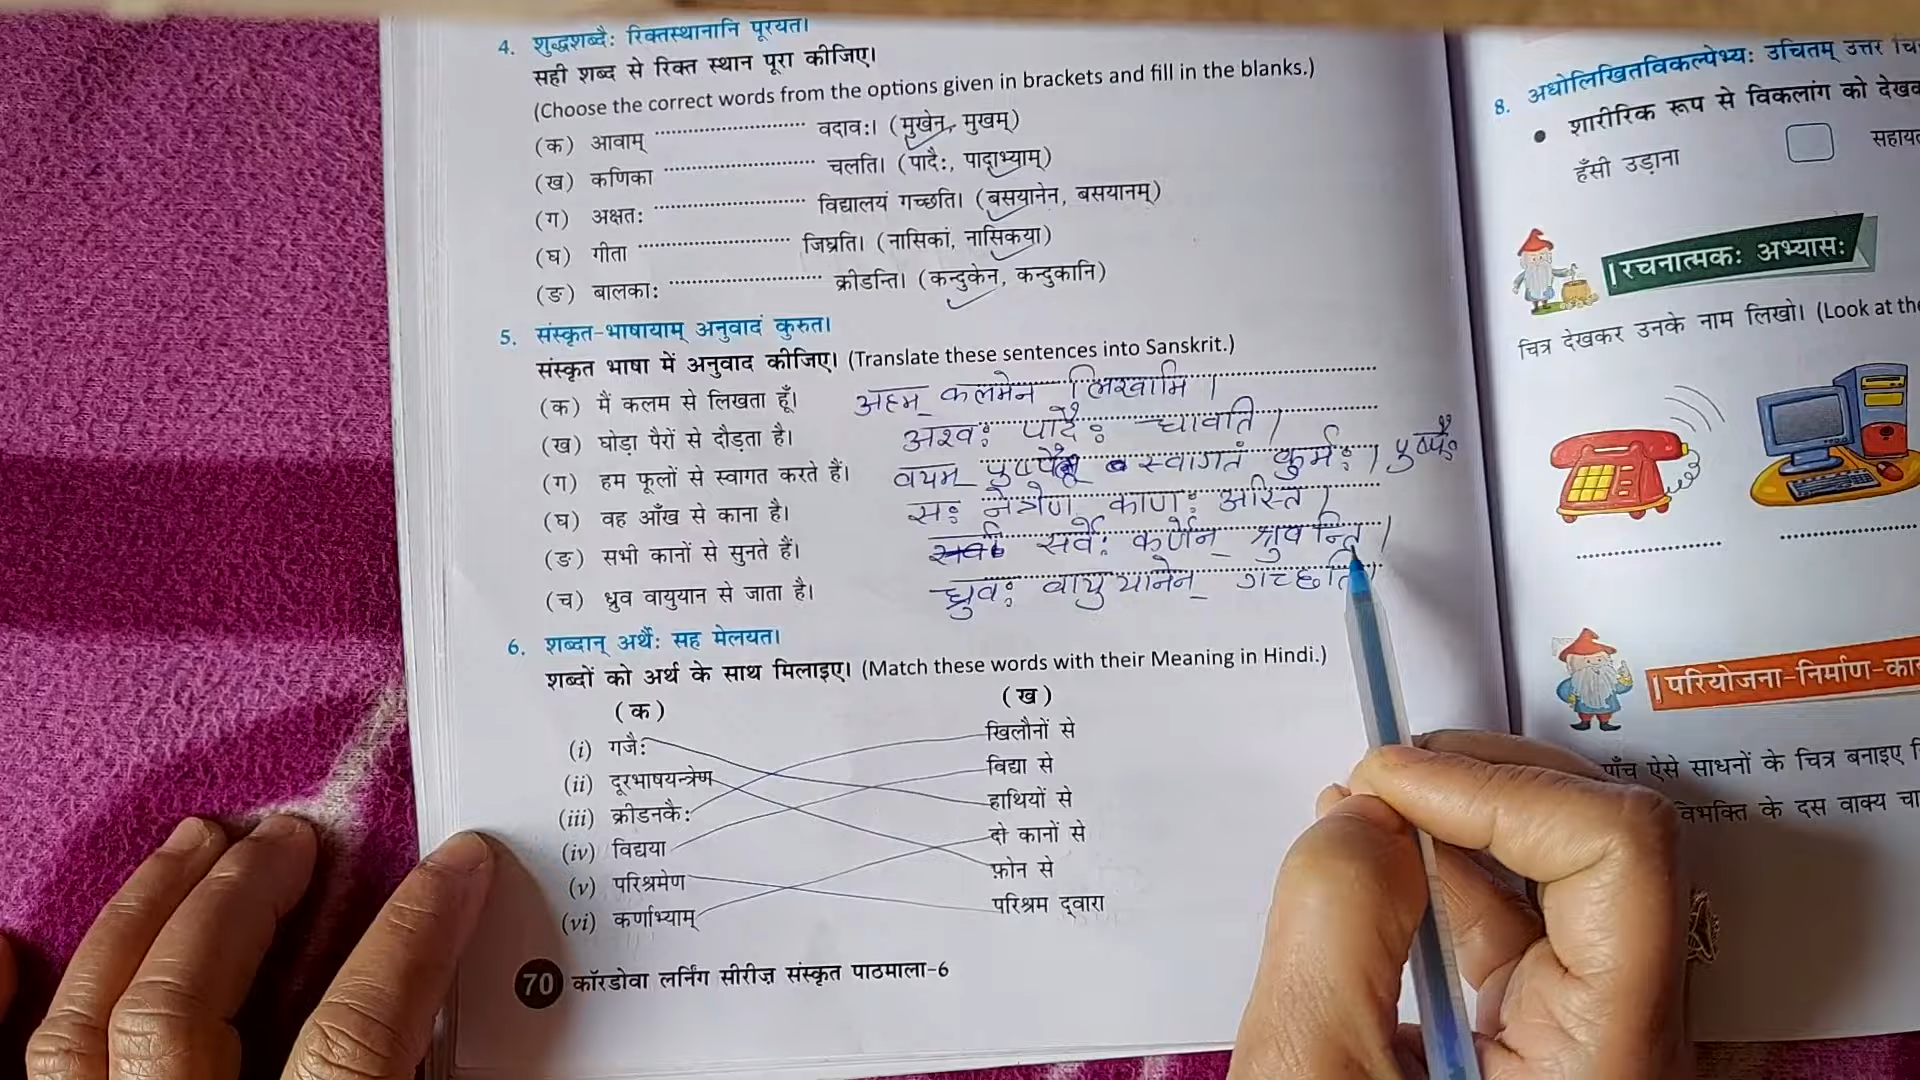 4. शुद्धशब्दैः रिक्तस्थानानि पूरयत।
सही शब्द से रिक्त स्थान पूरा कीजिए।
(Choose the correct words from the options given in brackets and fill in the blanks.)
(क) आवाम् .............................. वदावः। (मुखेन, मुखम्)
(ख) कणिका .............................. चलति। (पादैः, पादाभ्याम्)
(ग) अक्षतः .............................. विद्यालयं गच्छति। (बसयानेन, बसयानम्)
(घ) गीता .............................. जिघ्रति। (नासिकां, नासिकया)
(ङ) बालकाः .............................. क्रीडन्ति। (कन्दुकेन, कन्दुकानि)
5. संस्कृत-भाषायाम् अनुवादं कुरुत।
संस्कृत भाषा में अनुवाद कीजिए। (Translate these sentences into Sanskrit.)
(क) मैं कलम से लिखता हूँ। अहम् कलमेन लिखामि।
(ख) घोड़ा पैरों से दौड़ता है। अश्वः पादैः धावति।
(ग) हम फूलों से स्वागत करते हैं। वयम् स्वागतं कुर्मः। पुष्पैः
(घ) वह आँख से काना है। सः नेत्रेण काणः अस्ति।
(ङ) सभी कानों से सुनते हैं। सर्वेः कर्णेन श्रुवन्ति।
(च) ध्रुव वायुयान से जाता है। ध्रुवः वायुयानेन गच्छति।
6. शब्दान् अर्थैः सह मेलयत।
शब्दों को अर्थ के साथ मिलाइए। (Match these words with their Meaning in Hindi.)
(क) (ख)
(i) गजैः खिलौनों से
(ii) दूरभाषयन्त्रेण विद्या से
(iii) क्रीडनकैः हाथियों से
(iv) विद्यया दो कानों से
(v) परिश्रमेण फ़ोन से
(vi) कर्णाभ्याम् परिश्रम द्वारा
70 कॉरडोवा लर्निंग सीरीज़ संस्कृत पाठमाला-6
8. अधोलिखितविकल्पेभ्यः उचितम् उत्तर
• शारीरिक रूप से विकलांग को
हँसी उड़ाना
रचनात्मकः अभ्यासः
चित्र देखकर उनके नाम लिखो। (Look at the
परियोजना-निर्माण-
पाँच ऐसे साधनों के चित्र बनाइए
विभक्ति के दस वाक्य